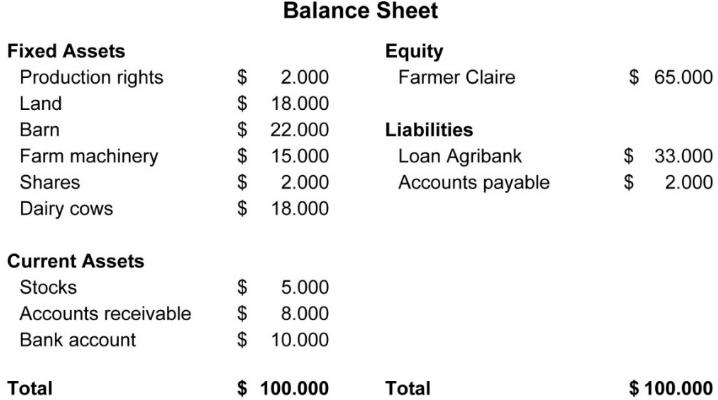 Balance Sheet
Fixed Assets Equity
Production rights $ 2.000 Farmer Claire $ 65.000
Land $ 18.000
Barn $ 22.000 Liabilities
Farm machinery $ 15.000 Loan Agribank $ 33.000
Shares $ 2.000 Accounts payable $ 2.000
Dairy cows $ 18.000
Current Assets
Stocks $ 5.000
Accounts receivable $ 8.000
Bank account $ 10.000
Total $ 100.000 Total $ 100.000